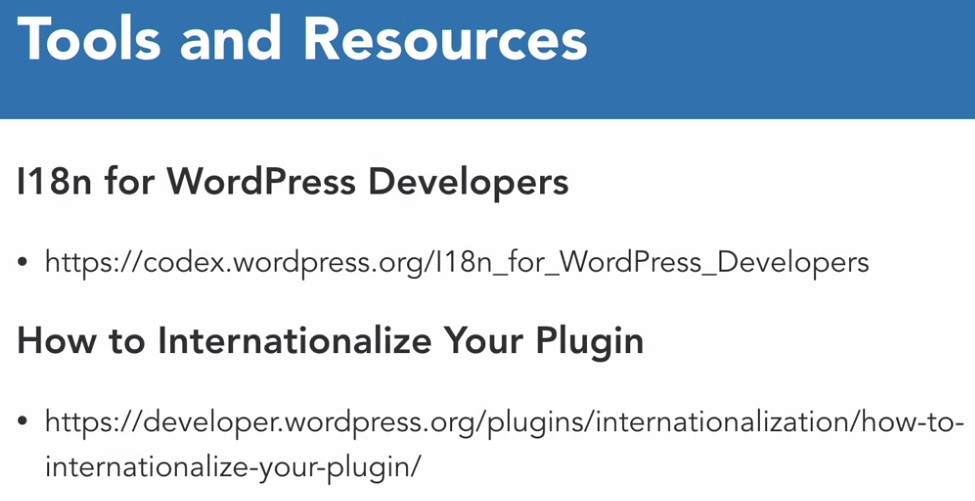 Tools and Resources
I18n for WordPress Developers
• https://codex.wordpress.org/I18n_for_WordPress_Developers
How to Internationalize Your Plugin
• https://developer.wordpress.org/plugins/internationalization/how-to-
internationalize-your-plugin/